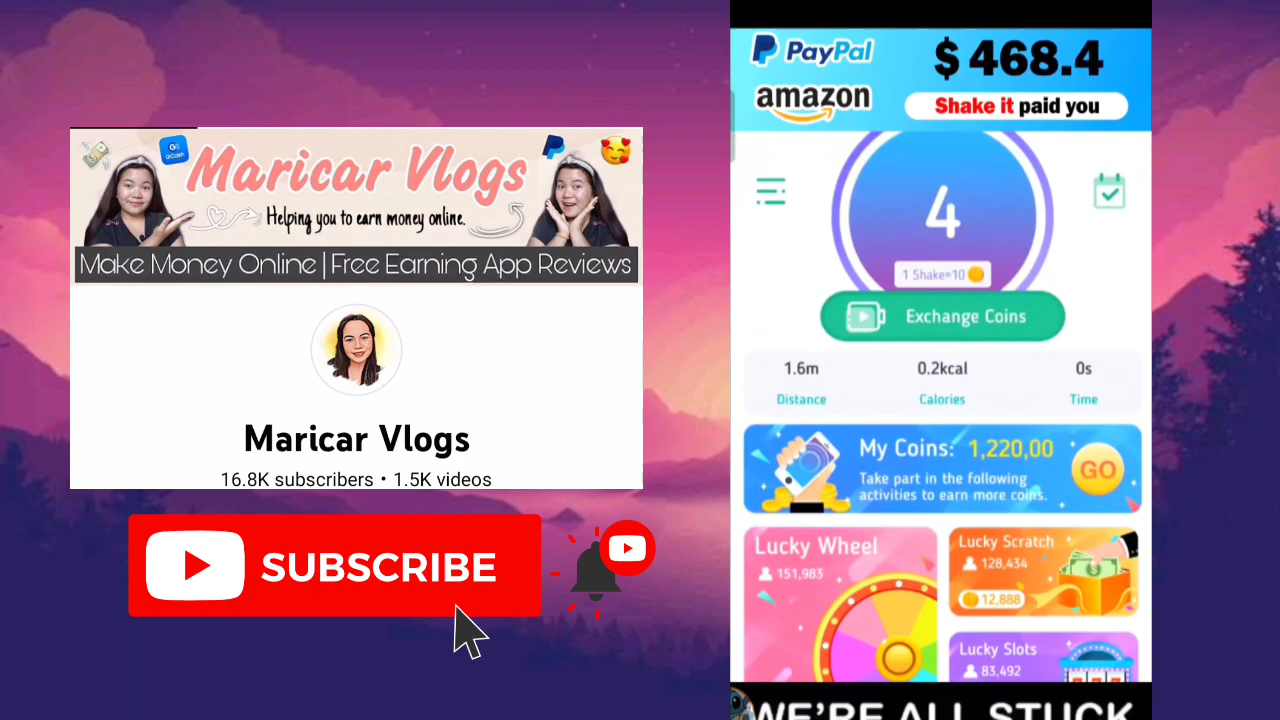 G
GCash
Maricar Vlogs
Helping you to earn money online.
Make Money Online | Free Earning App Reviews
Maricar Vlogs
16.8K subscribers • 1.5K videos
SUBSCRIBE
PayPal
amazon
$ 468.4
Shake it paid you
4
1 Shake=10
Exchange Coins
1.6m
0.2kcal
0s
Distance
Calories
Time
My Coins: 1,220,00
Take part in the following
activities to earn more coins.
GO
Lucky Wheel
151,983
Lucky Scratch
128,434
12,888
Lucky Slots
83,492
WE'RE ALL STUCK